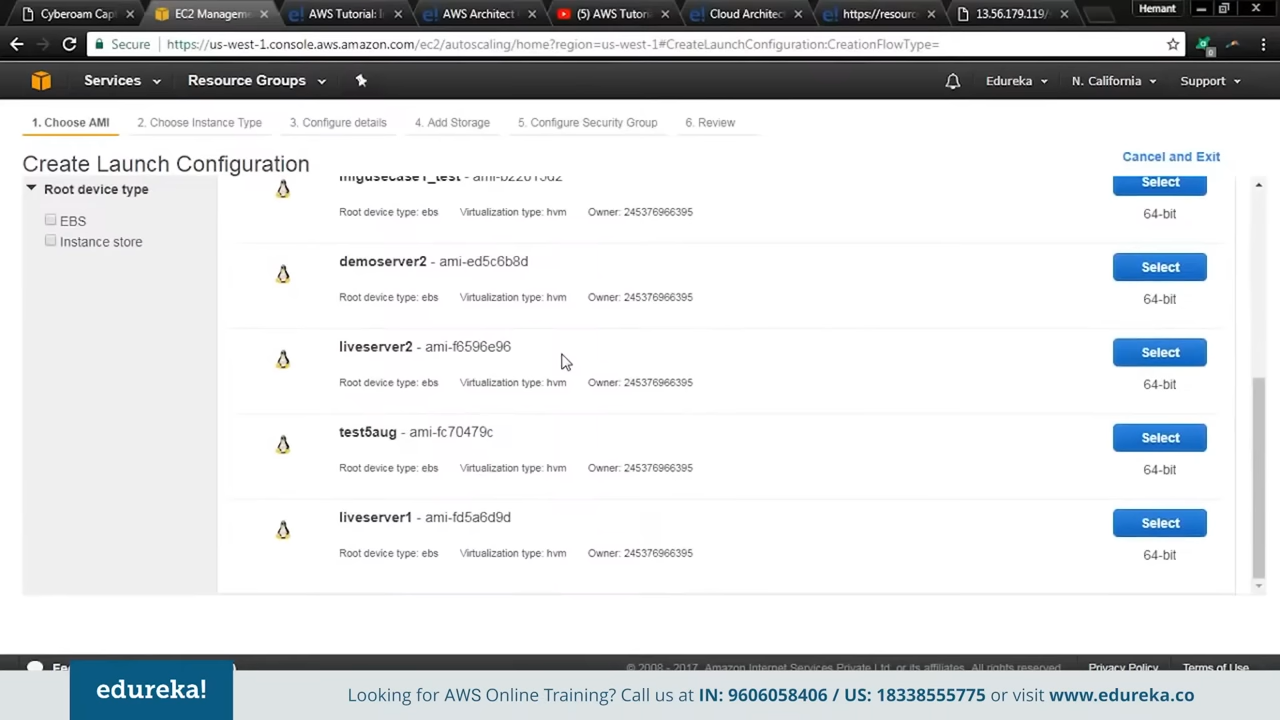 Cyberoam Cap
EC2 Manageme
AWS Tutorial: I
AWS Architect
(5) AWS Tutor
Cloud Architec
https://resour
13.56.179.119/
Hemant
Secure
https://us-west-1.console.aws.amazon.com/ec2/autoscaling/home?region=us-west-1#CreateLaunchConfiguration:CreationFlowType=
Services
Resource Groups
Edureka
N. California
Support
1. Choose AMI
2. Choose Instance Type
3. Configure details
4. Add Storage
5. Configure Security Group
6. Review
Create Launch Configuration
Cancel and Exit
Root device type
EBS
Instance store
Select
Root device type: ebs Virtualization type: hvm Owner: 245376966395
64-bit
demoserver2 - ami-ed5c6b8d
Select
Root device type: ebs Virtualization type: hvm Owner: 245376966395
64-bit
liveserver2 - ami-f6596e96
Select
Root device type: ebs Virtualization type: hvm Owner: 245376966395
64-bit
test5aug - ami-fc70479c
Select
Root device type: ebs Virtualization type: hvm Owner: 245376966395
64-bit
liveserver1 - ami-fd5a6d9d
Select
Root device type: ebs Virtualization type: hvm Owner: 245376966395
64-bit
© 2008 - 2017, Amazon Internet Services Private Ltd. or its affiliates. All rights reserved.
Privacy Policy
Terms of Use
edureka!
Looking for AWS Online Training? Call us at IN: 9606058406 / US: 18338555775 or visit www.edureka.co